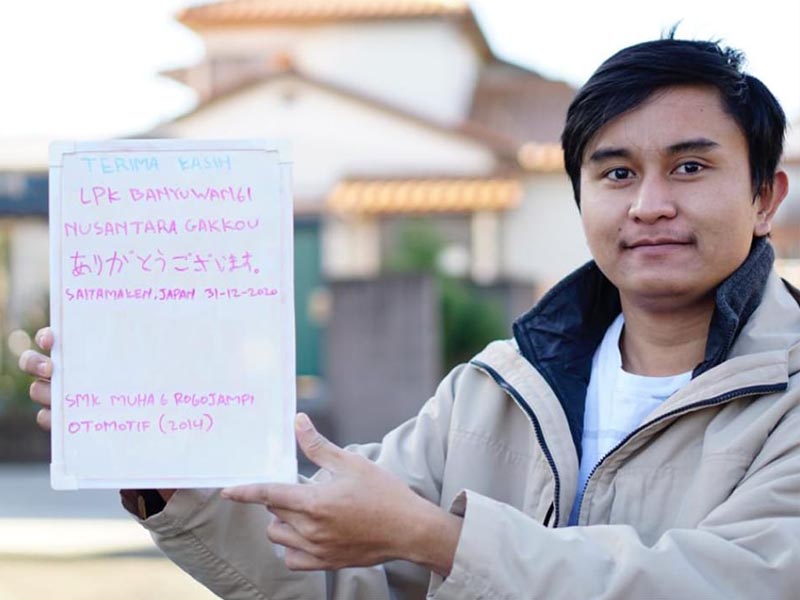 TERIMA KASIH
LPK BANYUWANGI
NUSANTARA GAKKOU
ありがとうございます。
SAITAMAKEN, JAPAN 31-12-2020
SMK MUHA 6 ROGOJAMPI
OTOMOTIF (2014)